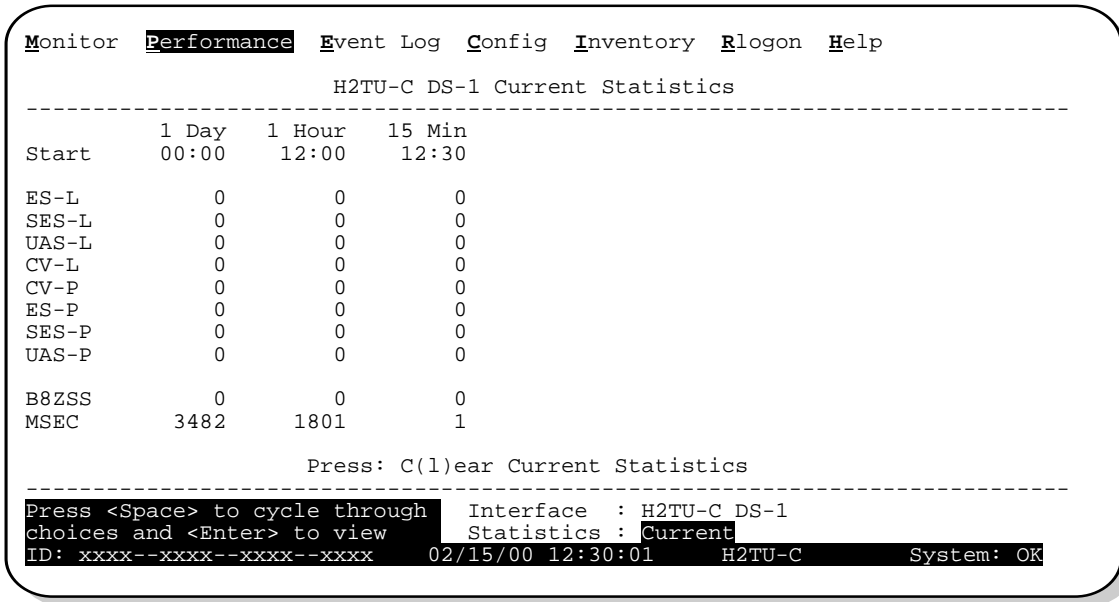 Monitor  Performance  Event Log  Config  Inventory  Rlogon  Help
H2TU-C DS-1 Current Statistics
------------------------------------------------------------------------------
1 Day   1 Hour   15 Min
Start   00:00   12:00   12:30
ES-L   0   0   0
SES-L   0   0   0
UAS-L   0   0   0
CV-L   0   0   0
CV-P   0   0   0
ES-P   0   0   0
SES-P   0   0   0
UAS-P   0   0   0
B8ZSS   0   0   0
MSEC   3482   1801   1
Press: C(l)ear Current Statistics
------------------------------------------------------------------------------
Press <Space> to cycle through   Interface  : H2TU-C DS-1
choices and <Enter> to view   Statistics : Current
ID: xxxx--xxxx--xxxx--xxxx   02/15/00 12:30:01   H2TU-C   System: OK